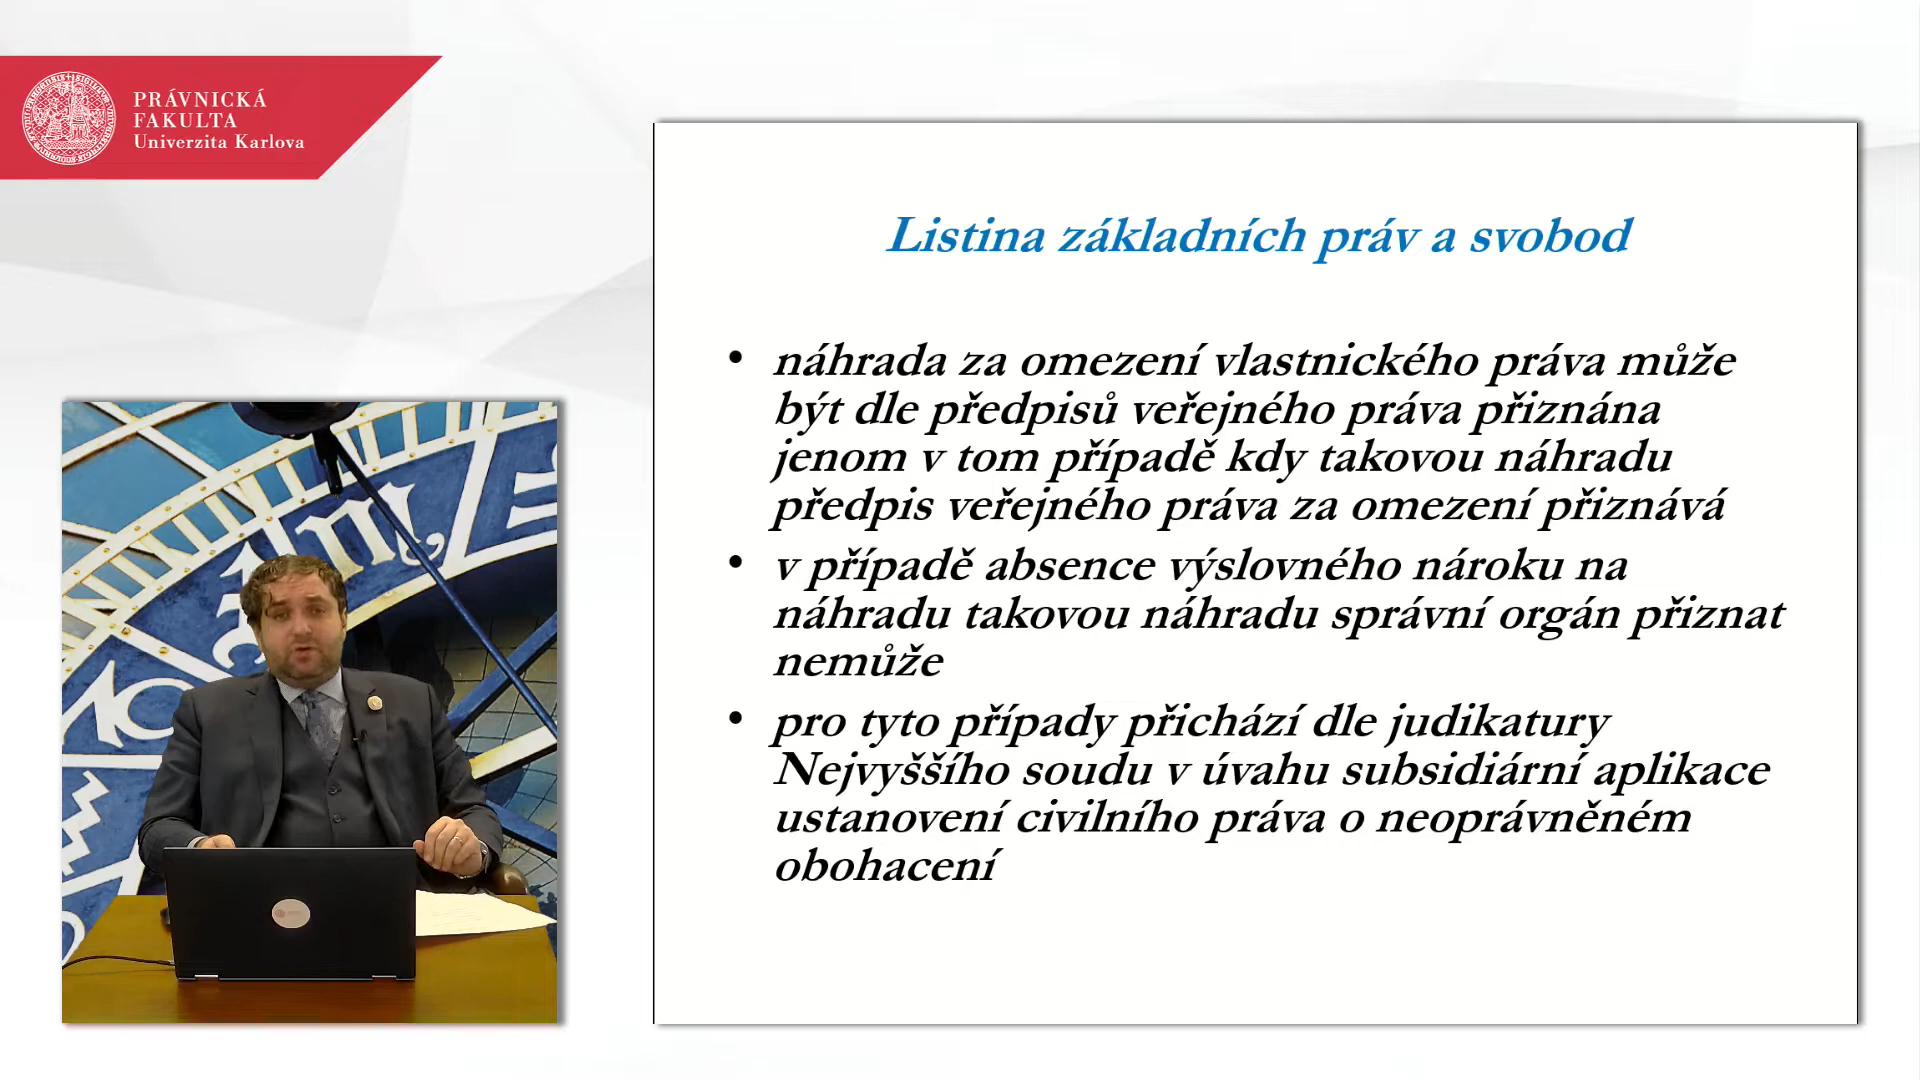 PRÁVNICKÁ
FAKULTA
Univerzita Karlova
Listina základních práv a svobod
• náhrada za omezení vlastnického práva může
být dle předpisů veřejného práva přiznána
jenom v tom případě kdy takovou náhradu
předpis veřejného práva za omezení přiznává
• v případě absence výslovného nároku na
náhradu takovou náhradu správní orgán přiznat
nemůže
• pro tyto případy přichází dle judikatury
Nejvyššího soudu v úvahu subsidiární aplikace
ustanovení civilního práva o neoprávněném
obohacení